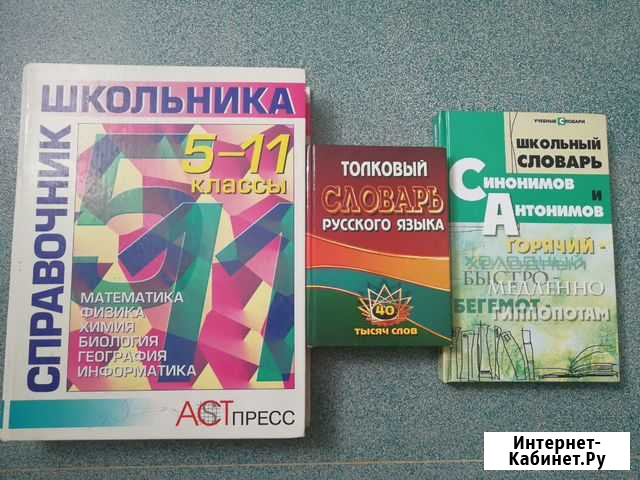 СПРАВОЧНИК
ШКОЛЬНИКА
5-11
классы
МАТЕМАТИКА
ФИЗИКА
ХИМИЯ
БИОЛОГИЯ
ГЕОГРАФИЯ
ИНФОРМАТИКА
АСТ ПРЕСС
ТОЛКОВЫЙ
СЛОВАРЬ
РУССКОГО ЯЗЫКА
40
ТЫСЯЧ СЛОВ
УЧЕБНЫЕ СЛОВАРИ
ШКОЛЬНЫЙ
СЛОВАРЬ
Синонимов
и
Антонимов
ГОРЯЧИЙ -
ХОЛОДНЫЙ
БЫСТРО -
МЕДЛЕННО
БЕГЕМОТ -
ГИППОПОТАМ
Интернет-
Кабинет.Ру